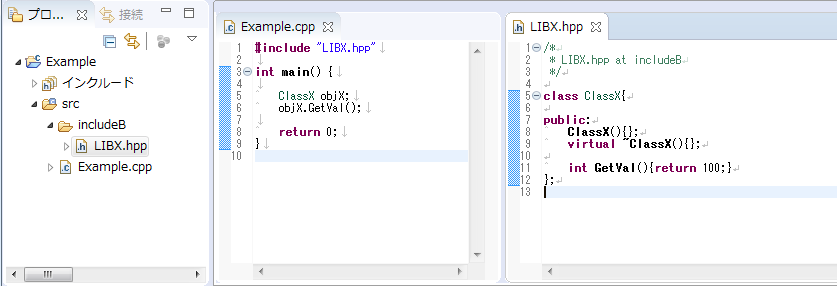 プロ...
接続
Example
インクルード
src
includeB
LIBX.hpp
Example.cpp
Example.cpp
1 #include "LIBX.hpp"
2
3 int main() {
4
5 ClassX objX;
6 objX.GetVal();
7
8 return 0;
9 }
10
LIBX.hpp
1 /*
2 * LIBX.hpp at includeB
3 */
4
5 class ClassX{
6
7 public:
8 ClassX(){};
9 virtual ~ClassX(){};
10
11 int GetVal(){return 100;}
12 };
13